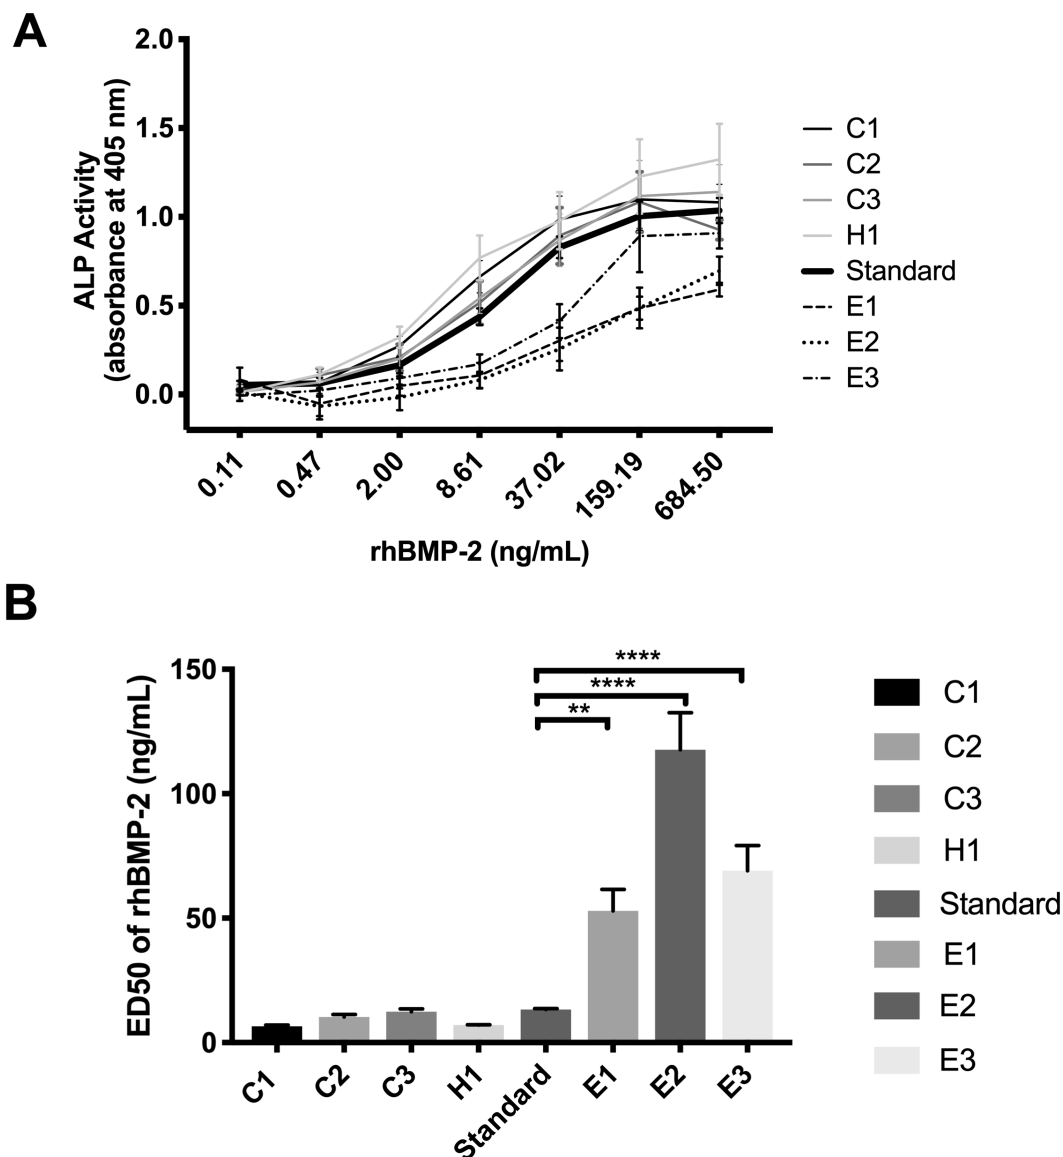 A
ALP Activity
(absorbance at 405 nm)
2.0
1.5
1.0
0.5
0.0
0.11
0.47
2.00
8.61
37.02
159.19
684.50
rhBMP-2 (ng/mL)
C1
C2
C3
H1
Standard
E1
E2
E3
B
ED50 of rhBMP-2 (ng/mL)
150
100
50
0
****
****
**
C1
C2
C3
H1
Standard
E1
E2
E3
C1
C2
C3
H1
Standard
E1
E2
E3